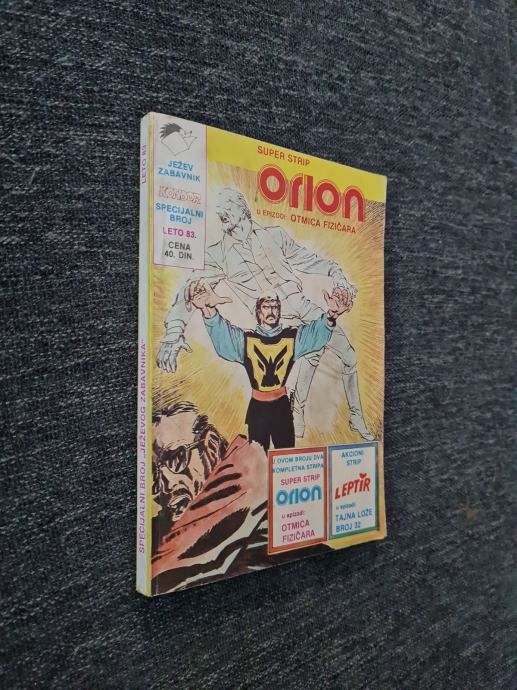 LETO 83.
SPECIJALNI BROJ „JEŽEVOG ZABAVNIKA“
JEŽEV
ZABAVNIK
KONDOR
SPECIJALNI
BROJ
LETO 83.
CENA
40. DIN.
SUPER STRIP
orion
U EPIZODI: OTMICA FIZIČARA
U OVOM BROJU DVA
KOMPLETNA STRIPA
SUPER STRIP
orion
u epizodi:
OTMICA
FIZIČARA
AKCIONI
STRIP
LEPTIR
u epizodi:
TAJNA LOŽE
BROJ 32